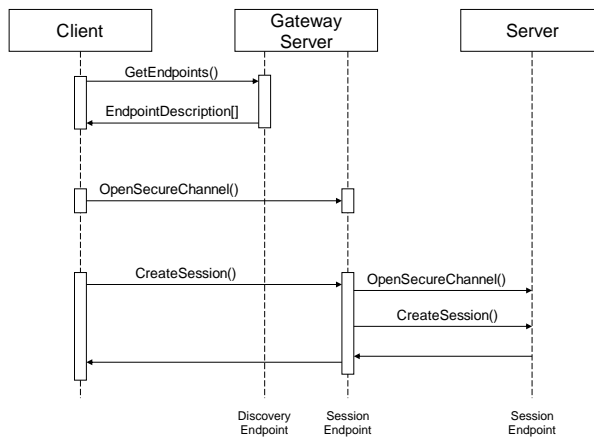 Client
Gateway
Server
Server
GetEndpoints()
EndpointDescription[]
OpenSecureChannel()
CreateSession()
OpenSecureChannel()
CreateSession()
Discovery
Endpoint
Session
Endpoint
Session
Endpoint